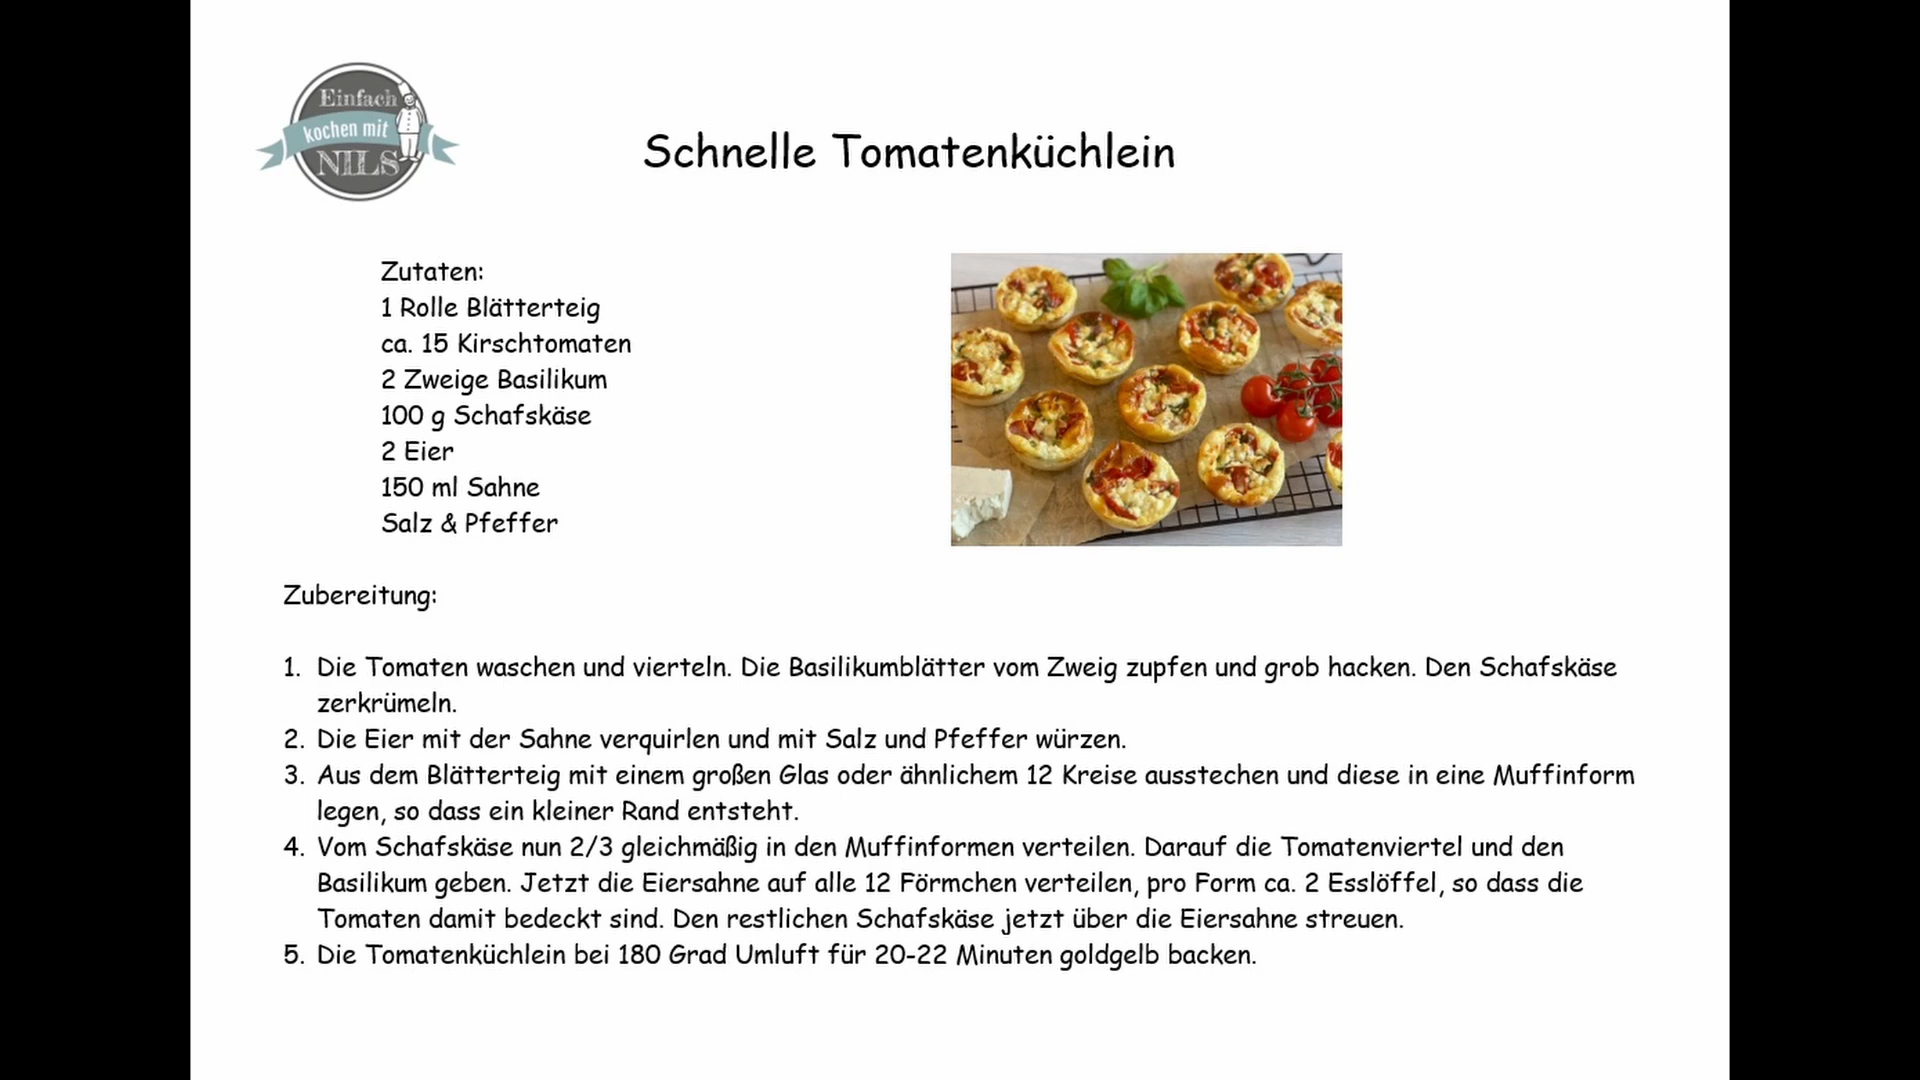 Einfach
kochen mit
NILS
Schnelle Tomatenküchlein
Zutaten:
1 Rolle Blätterteig
ca. 15 Kirschtomaten
2 Zweige Basilikum
100 g Schafskäse
2 Eier
150 ml Sahne
Salz & Pfeffer
Zubereitung:
1. Die Tomaten waschen und vierteln. Die Basilikumblätter vom Zweig zupfen und grob hacken. Den Schafskäse
zerkrümeln.
2. Die Eier mit der Sahne verquirlen und mit Salz und Pfeffer würzen.
3. Aus dem Blätterteig mit einem großen Glas oder ähnlichem 12 Kreise ausstechen und diese in eine Muffinform
legen, so dass ein kleiner Rand entsteht.
4. Vom Schafskäse nun 2/3 gleichmäßig in den Muffinformen verteilen. Darauf die Tomatenviertel und den
Basilikum geben. Jetzt die Eiersahne auf alle 12 Förmchen verteilen, pro Form ca. 2 Esslöffel, so dass die
Tomaten damit bedeckt sind. Den restlichen Schafskäse jetzt über die Eiersahne streuen.
5. Die Tomatenküchlein bei 180 Grad Umluft für 20-22 Minuten goldgelb backen.